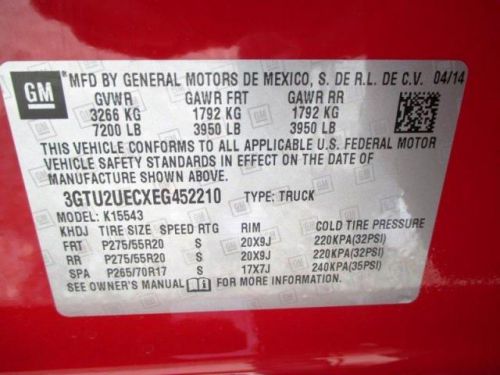 GM
MFD BY GENERAL MOTORS DE MEXICO, S. DE R.L. DE C.V. 04/14
GVWR GAWR FRT GAWR RR
3266 KG 1792 KG 1792 KG
7200 LB 3950 LB 3950 LB
THIS VEHICLE CONFORMS TO ALL APPLICABLE U.S. FEDERAL MOTOR
VEHICLE SAFETY STANDARDS IN EFFECT ON THE DATE OF
MANUFACTURE SHOWN ABOVE.
3GTU2UECXEG452210 TYPE: TRUCK
MODEL: K15543
KHDJ TIRE SIZE SPEED RTG RIM COLD TIRE PRESSURE
FRT P275/55R20 S 20X9J 220KPA(32PSI)
RR P275/55R20 S 20X9J 220KPA(32PSI)
SPA P265/70R17 S 17X7J 240KPA(35PSI)
SEE OWNER'S MANUAL FOR MORE INFORMATION